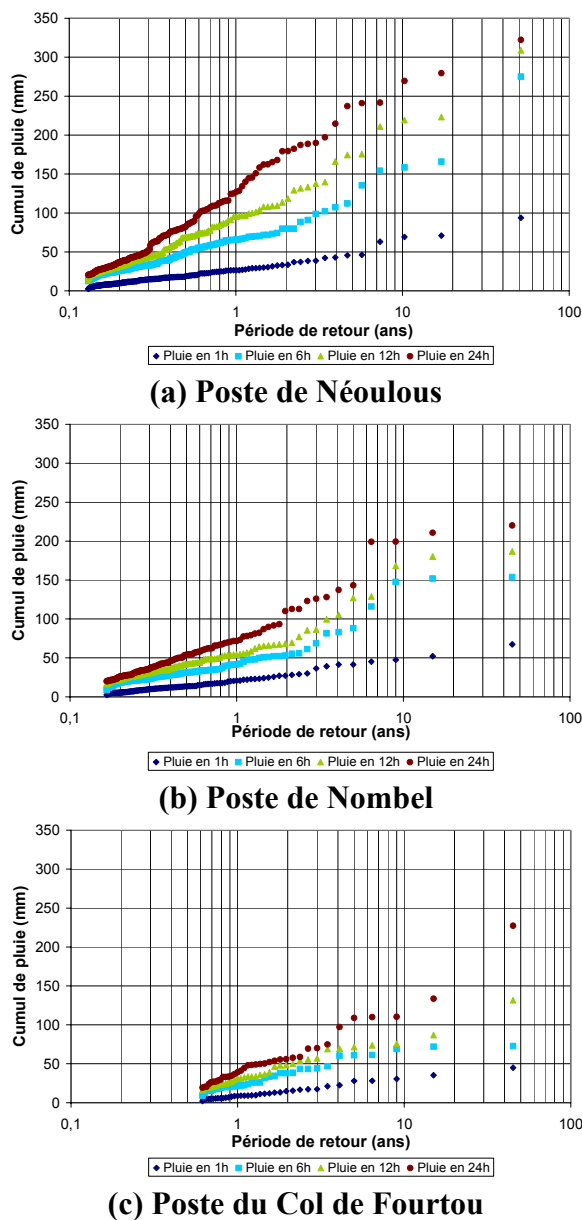 Cumul de pluie (mm)
350
300
250
200
150
100
50
0
0,1
1
10
100
Période de retour (ans)
Pluie en 1h
Pluie en 6h
Pluie en 12h
Pluie en 24h
(a) Poste de Néoulous
Cumul de pluie (mm)
350
300
250
200
150
100
50
0
0,1
1
10
100
Période de retour (ans)
Pluie en 1h
Pluie en 6h
Pluie en 12h
Pluie en 24h
(b) Poste de Nombel
Cumul de pluie (mm)
350
300
250
200
150
100
50
0
0,1
1
10
100
Période de retour (ans)
Pluie en 1h
Pluie en 6h
Pluie en 12h
Pluie en 24h
(c) Poste du Col de Fourtou